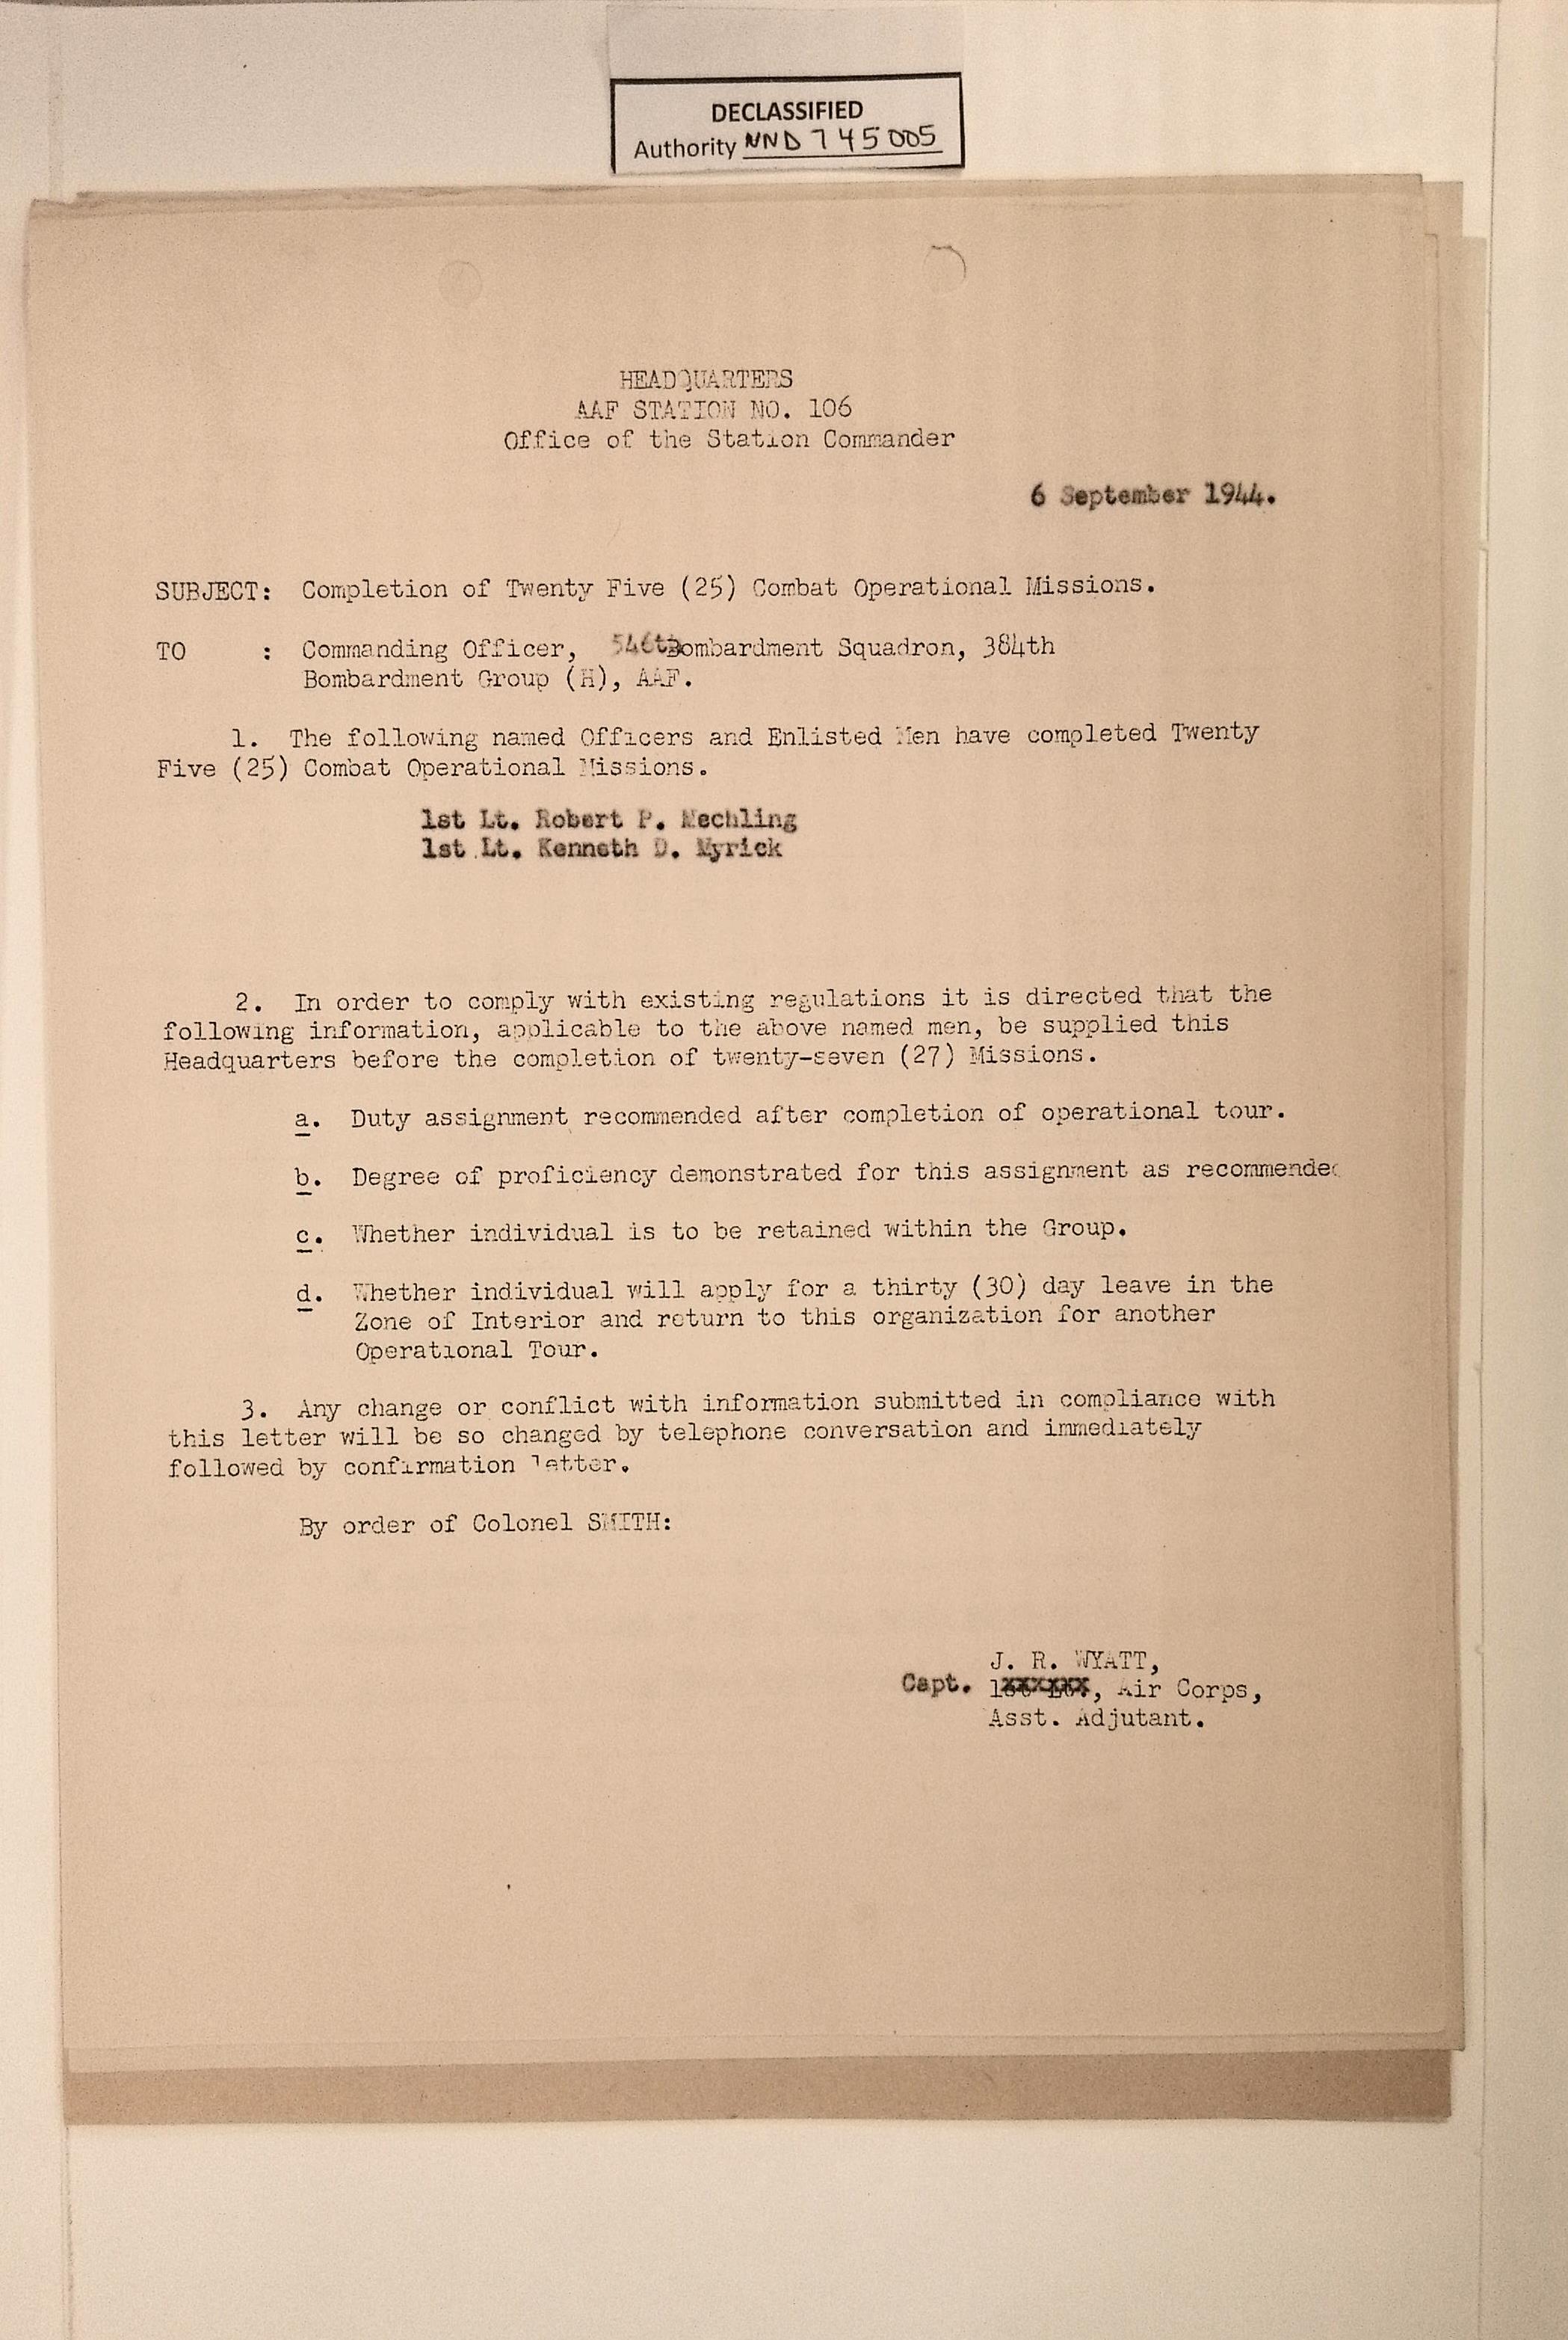 DECLASSIFIED
Authority NND 745005
HEADQUARTERS
AAF STATION NO. 106
Office of the Station Commander
6 September 1944.
SUBJECT: Completion of Twenty Five (25) Combat Operational Missions.
TO : Commanding Officer, 546th Bombardment Squadron, 384th
Bombardment Group (H), AAF.
1. The following named Officers and Enlisted Men have completed Twenty
Five (25) Combat Operational Missions.
1st Lt. Robert P. Mechling
1st Lt. Kenneth D. Myrick
2. In order to comply with existing regulations it is directed that the
following information, applicable to the above named men, be supplied this
Headquarters before the completion of twenty-seven (27) Missions.
a. Duty assignment recommended after completion of operational tour.
b. Degree of proficiency demonstrated for this assignment as recommended
c. Whether individual is to be retained within the Group.
d. Whether individual will apply for a thirty (30) day leave in the
Zone of Interior and return to this organization for another
Operational Tour.
3. Any change or conflict with information submitted in compliance with
this letter will be so changed by telephone conversation and immediately
followed by confirmation letter.
By order of Colonel SMITH:
J. R. WYATT,
Capt. 1st Lt., Air Corps,
Asst. Adjutant.